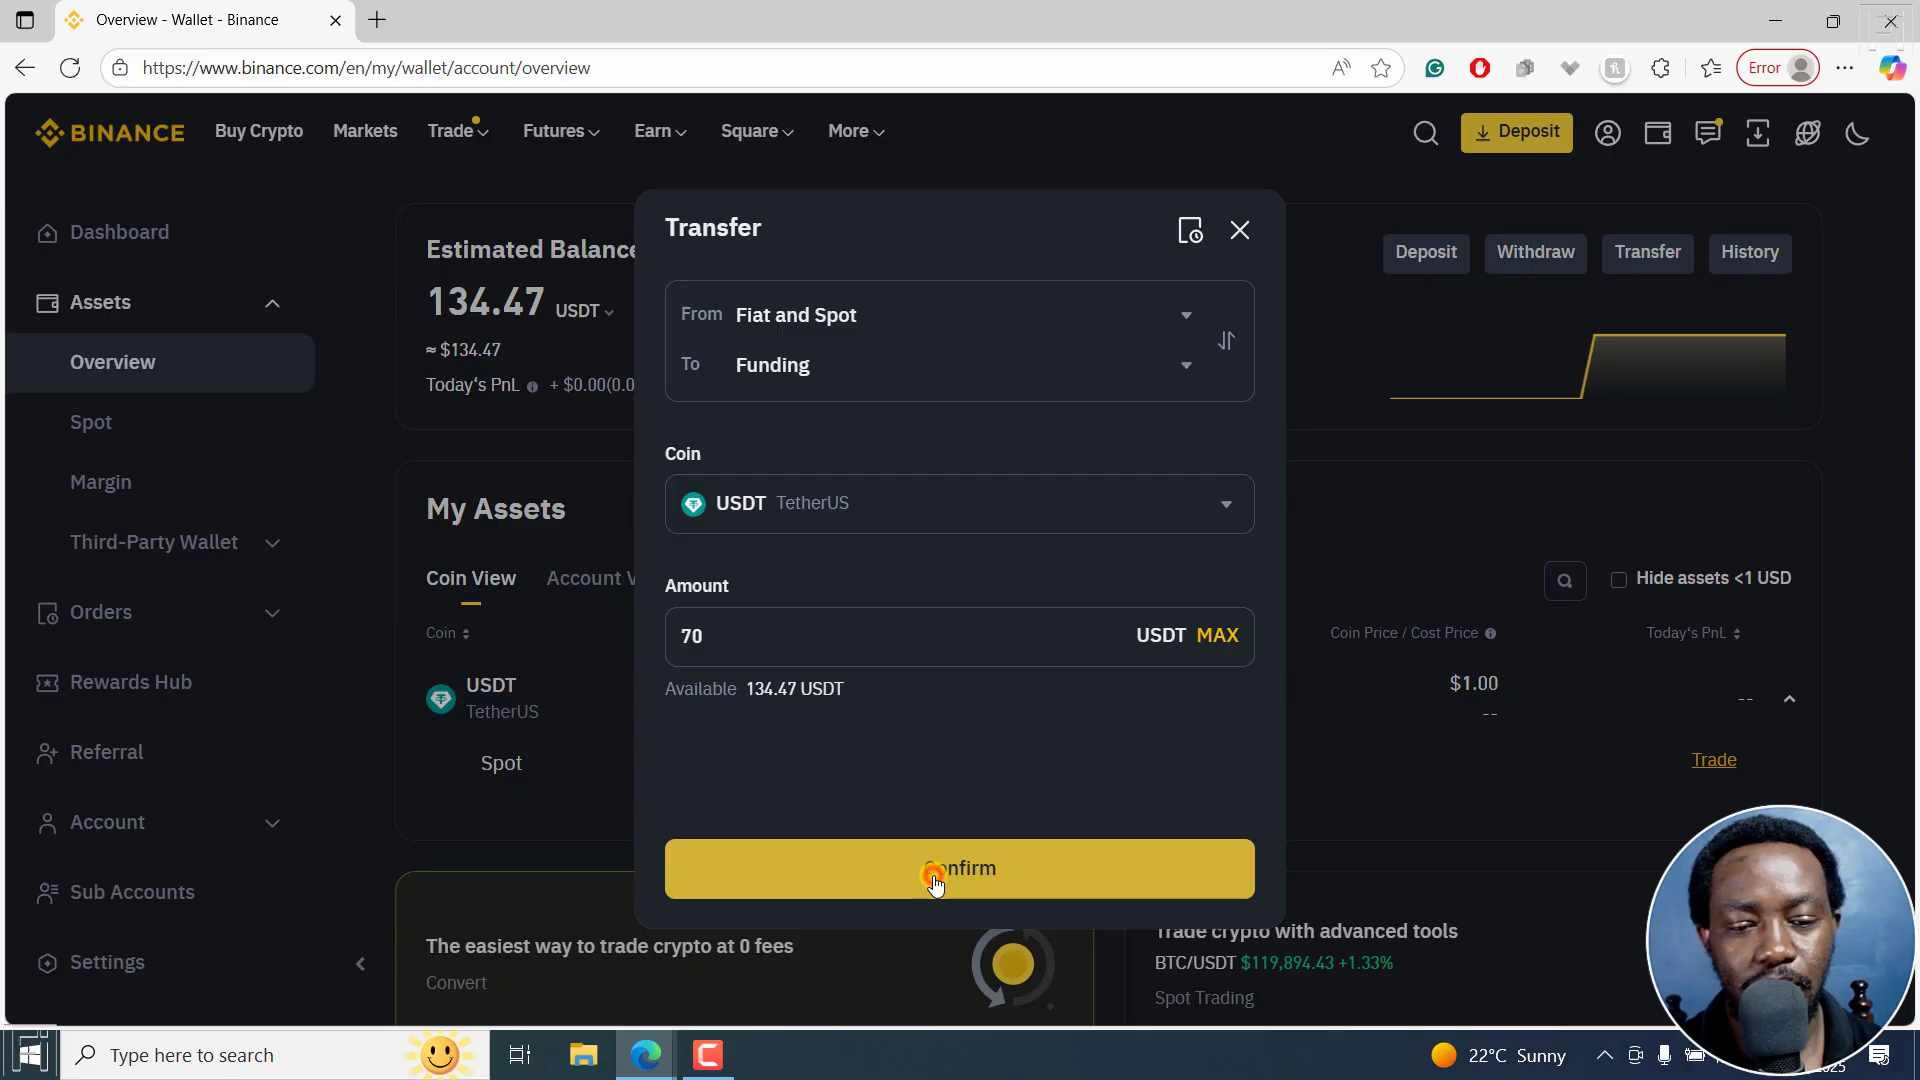 Overview - Wallet - Binance
https://www.binance.com/en/my/wallet/account/overview
Error
BINANCE
Buy Crypto
Markets
Trade
Futures
Earn
Square
More
Deposit
Dashboard
Assets
Overview
Spot
Margin
Third-Party Wallet
Orders
Rewards Hub
Referral
Account
Sub Accounts
Settings
Estimated Balance
134.47 USDT
≈ $134.47
Today's PnL + $0.00(0.0
Deposit
Withdraw
Transfer
History
My Assets
Coin View
Account V
Hide assets <1 USD
Coin
Coin Price / Cost Price
Today's PnL
USDT
TetherUS
$1.00
--
--
Spot
Trade
Transfer
From Fiat and Spot
To Funding
Coin
USDT TetherUS
Amount
70
USDT MAX
Available 134.47 USDT
Confirm
The easiest way to trade crypto at 0 fees
Convert
Trade crypto with advanced tools
BTC/USDT $119,894.43 +1.33%
Spot Trading
Type here to search
22°C Sunny
2025